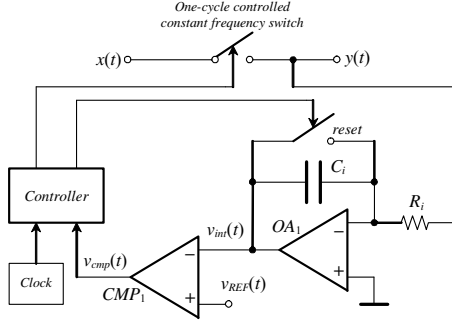 One-cycle controlled
constant frequency switch
x(t)
y(t)
reset
C_i
Controller
R_i
v_int(t)
OA_1
−
v_cmp(t)
−
+
Clock
CMP_1
+
v_REF(t)